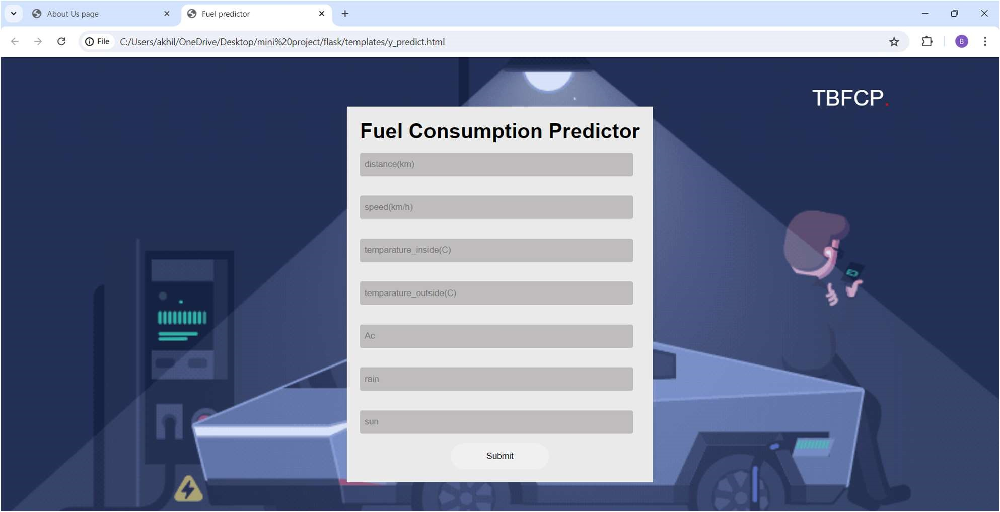 About Us page
Fuel predictor
File C:/Users/akhil/OneDrive/Desktop/mini%20project/flask/templates/y_predict.html
B
TBFCP.
Fuel Consumption Predictor
distance(km)
speed(km/h)
temparature_inside(C)
temparature_outside(C)
Ac
rain
sun
Submit